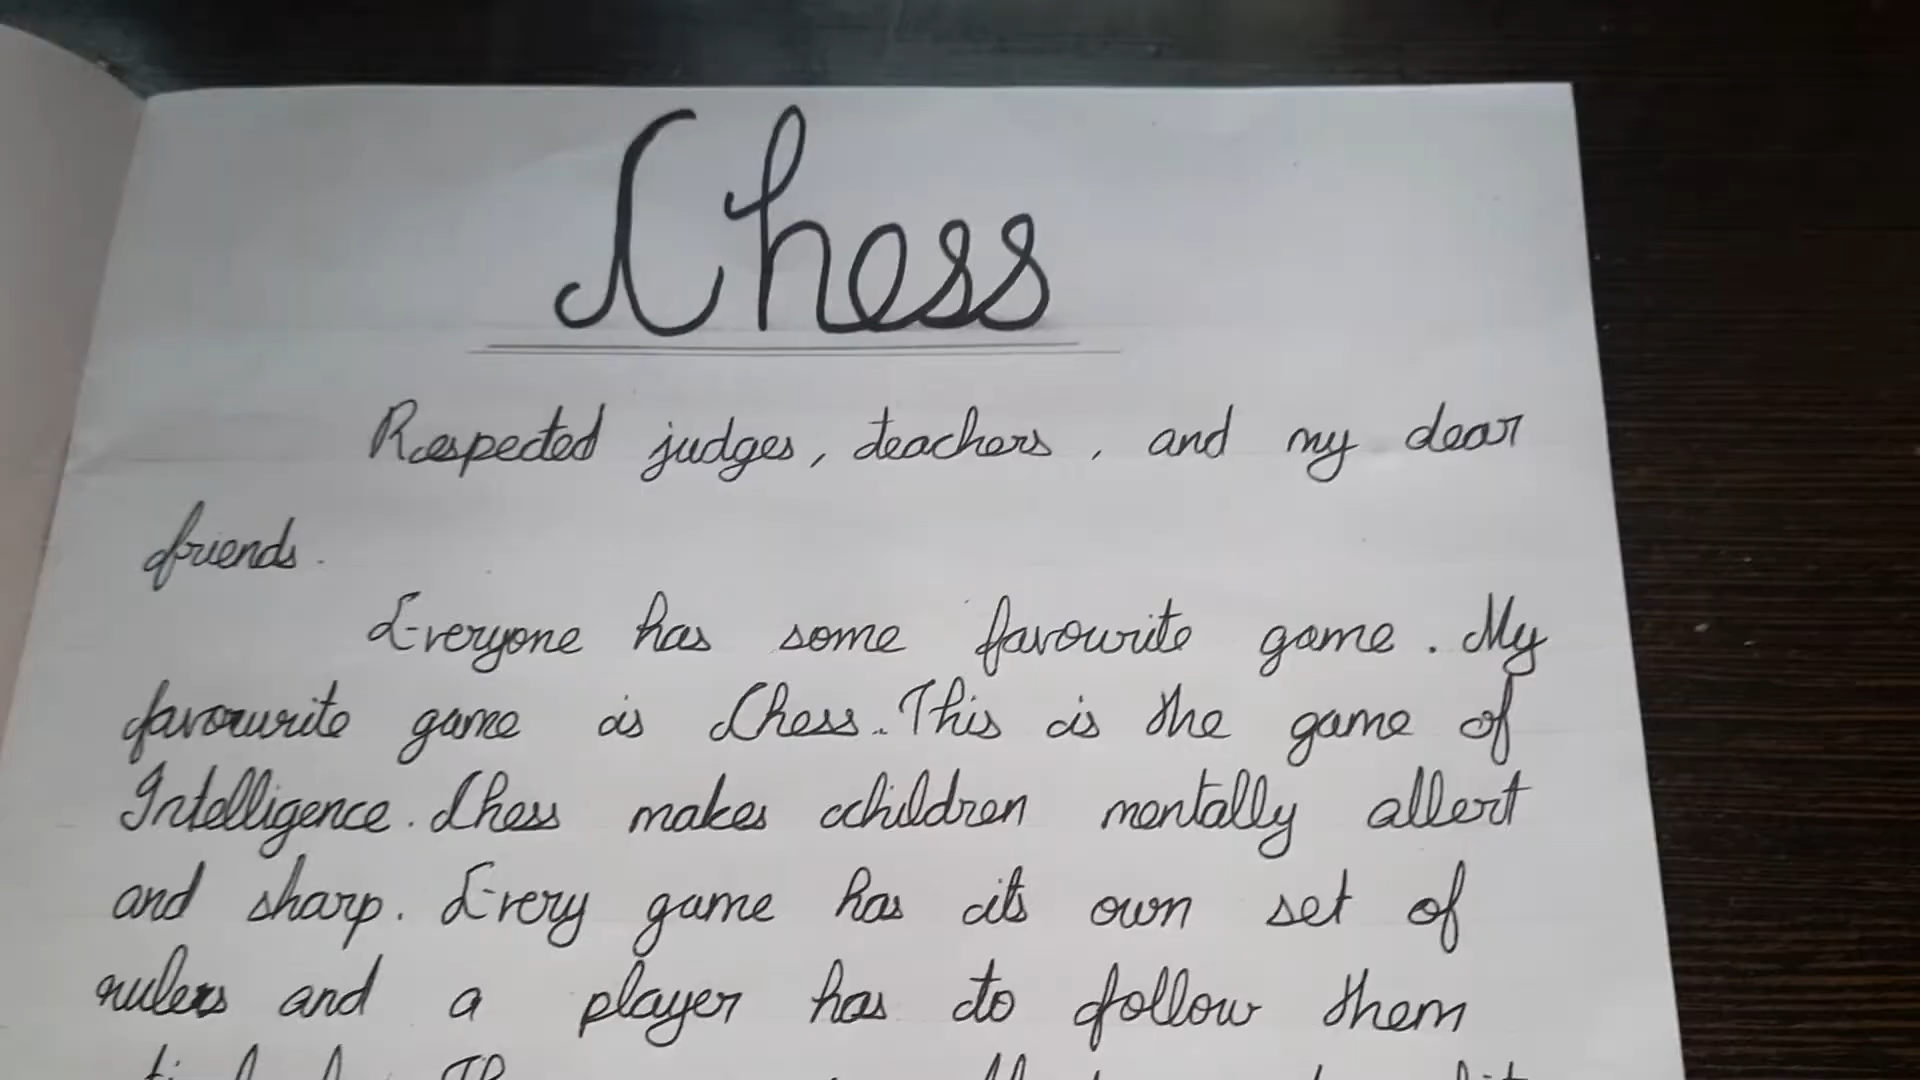 Chess
Respected judges, teachers, and my dear
friends.
Everyone has some favourite game. My
favourite game is Chess. This is the game of
Intelligence. Chess makes children mentally allert
and sharp. Every game has its own set of
rules and a player has to follow them